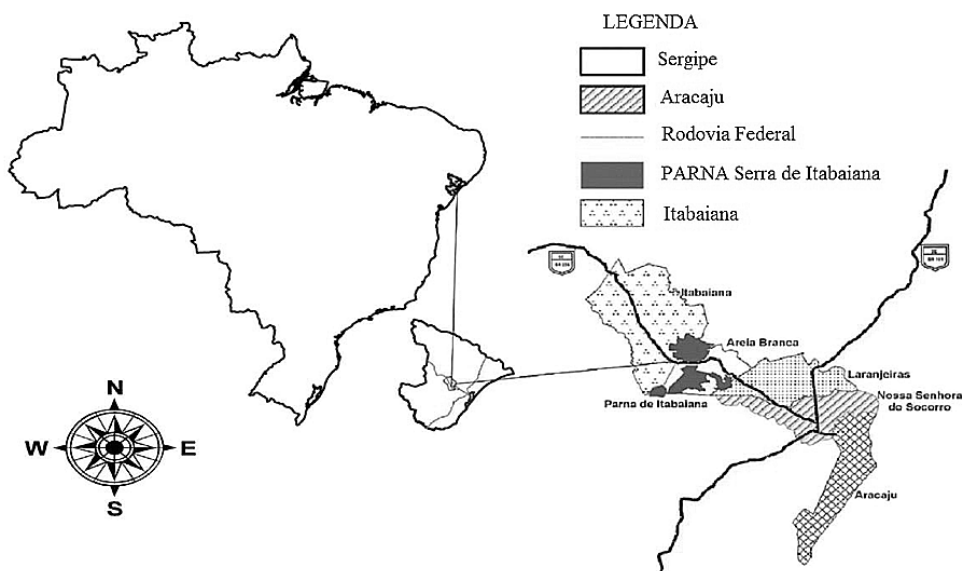 LEGENDA
Sergipe
Aracaju
Rodovia Federal
PARNA Serra de Itabaiana
Itabaiana
Itabaiana
Areia Branca
Laranjeiras
Nossa Senhora
do Socorro
Parna de Itabaiana
Aracaju
N
W
E
S